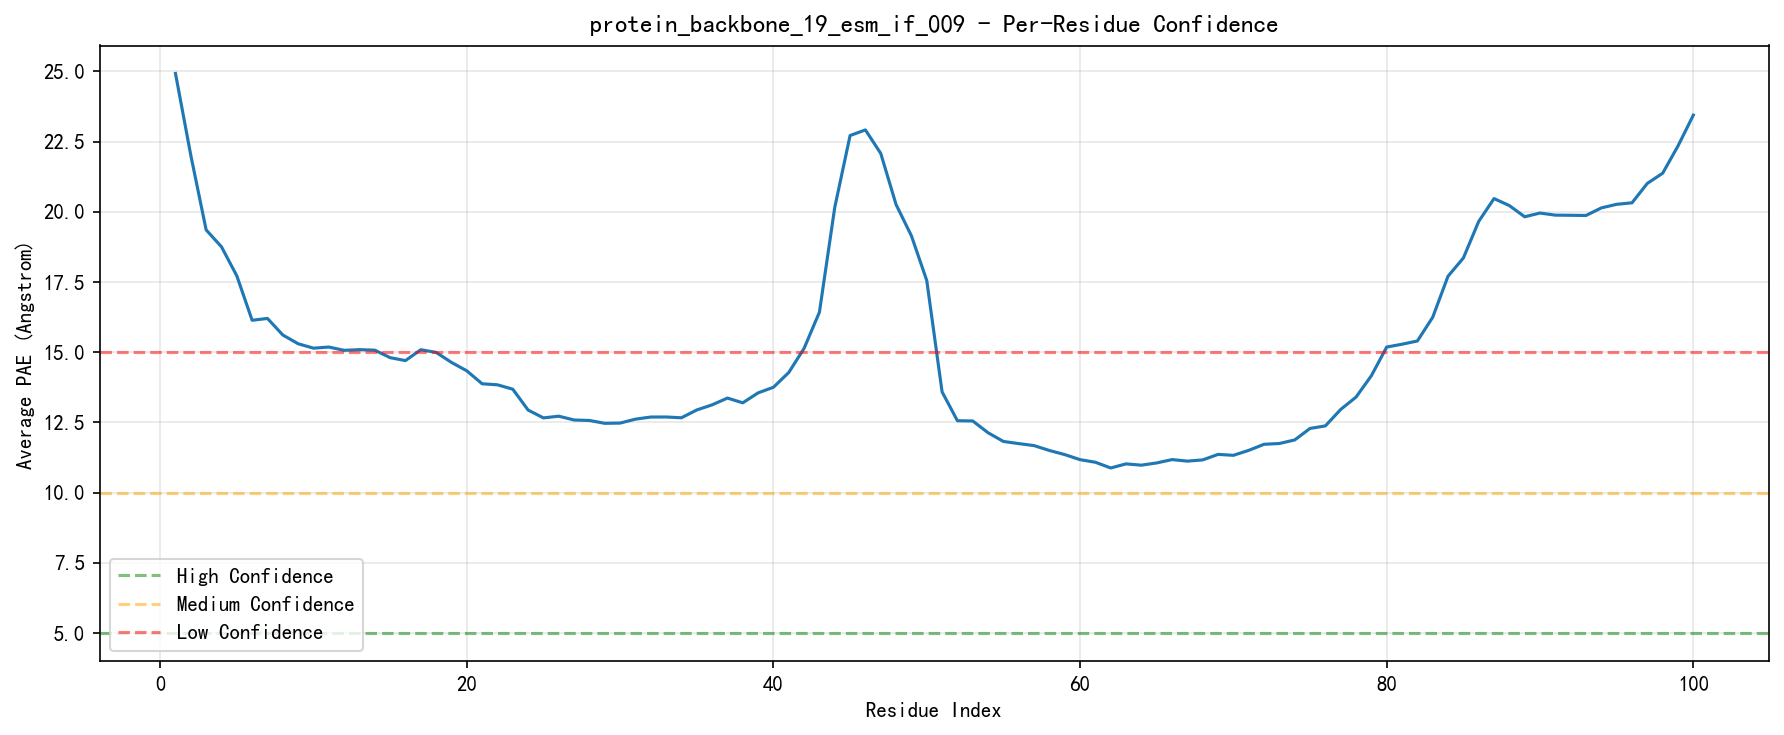 protein_backbone_19_esm_if_009 - Per-Residue Confidence
25.0
22.5
20.0
17.5
15.0
12.5
10.0
7.5
5.0
Average PAE (Angstrom)
High Confidence
Medium Confidence
Low Confidence
0 20 40 60 80 100
Residue Index